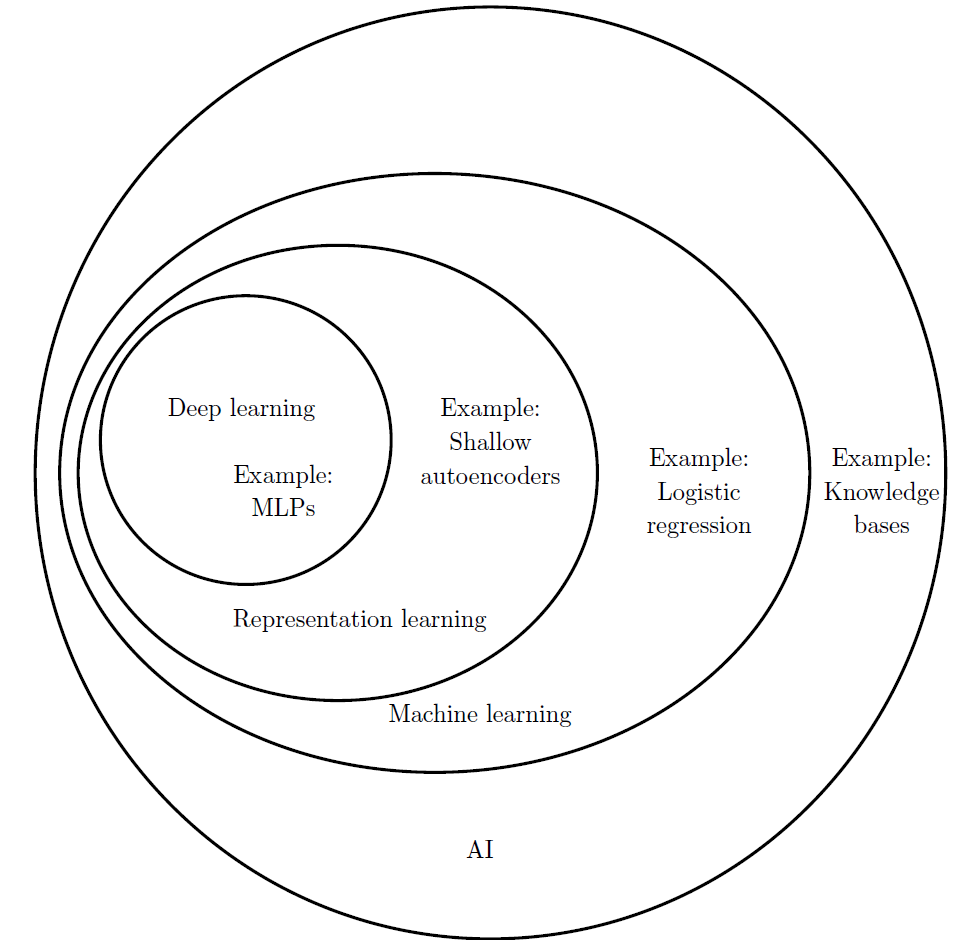 Deep learning
Example:
MLPs
Example:
Shallow
autoencoders
Example:
Logistic
regression
Example:
Knowledge
bases
Representation learning
Machine learning
AI